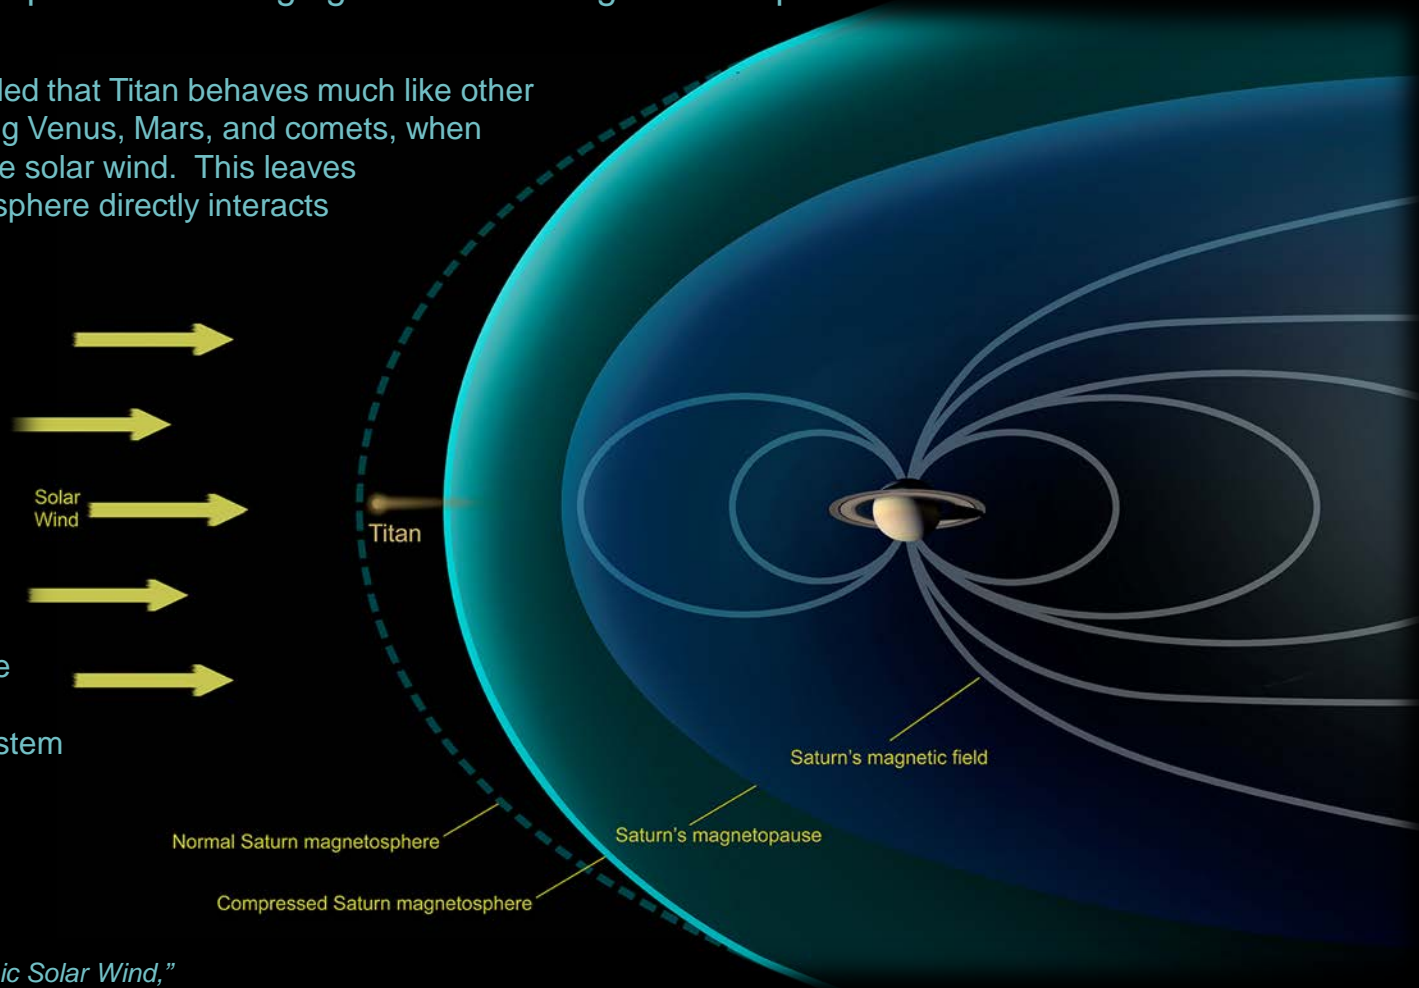 led that Titan behaves much like other
g Venus, Mars, and comets, when
e solar wind. This leaves
sphere directly interacts
Solar
Wind
Titan
e
stem
Saturn's magnetic field
Saturn's magnetopause
Normal Saturn magnetosphere
Compressed Saturn magnetosphere
ic Solar Wind,”